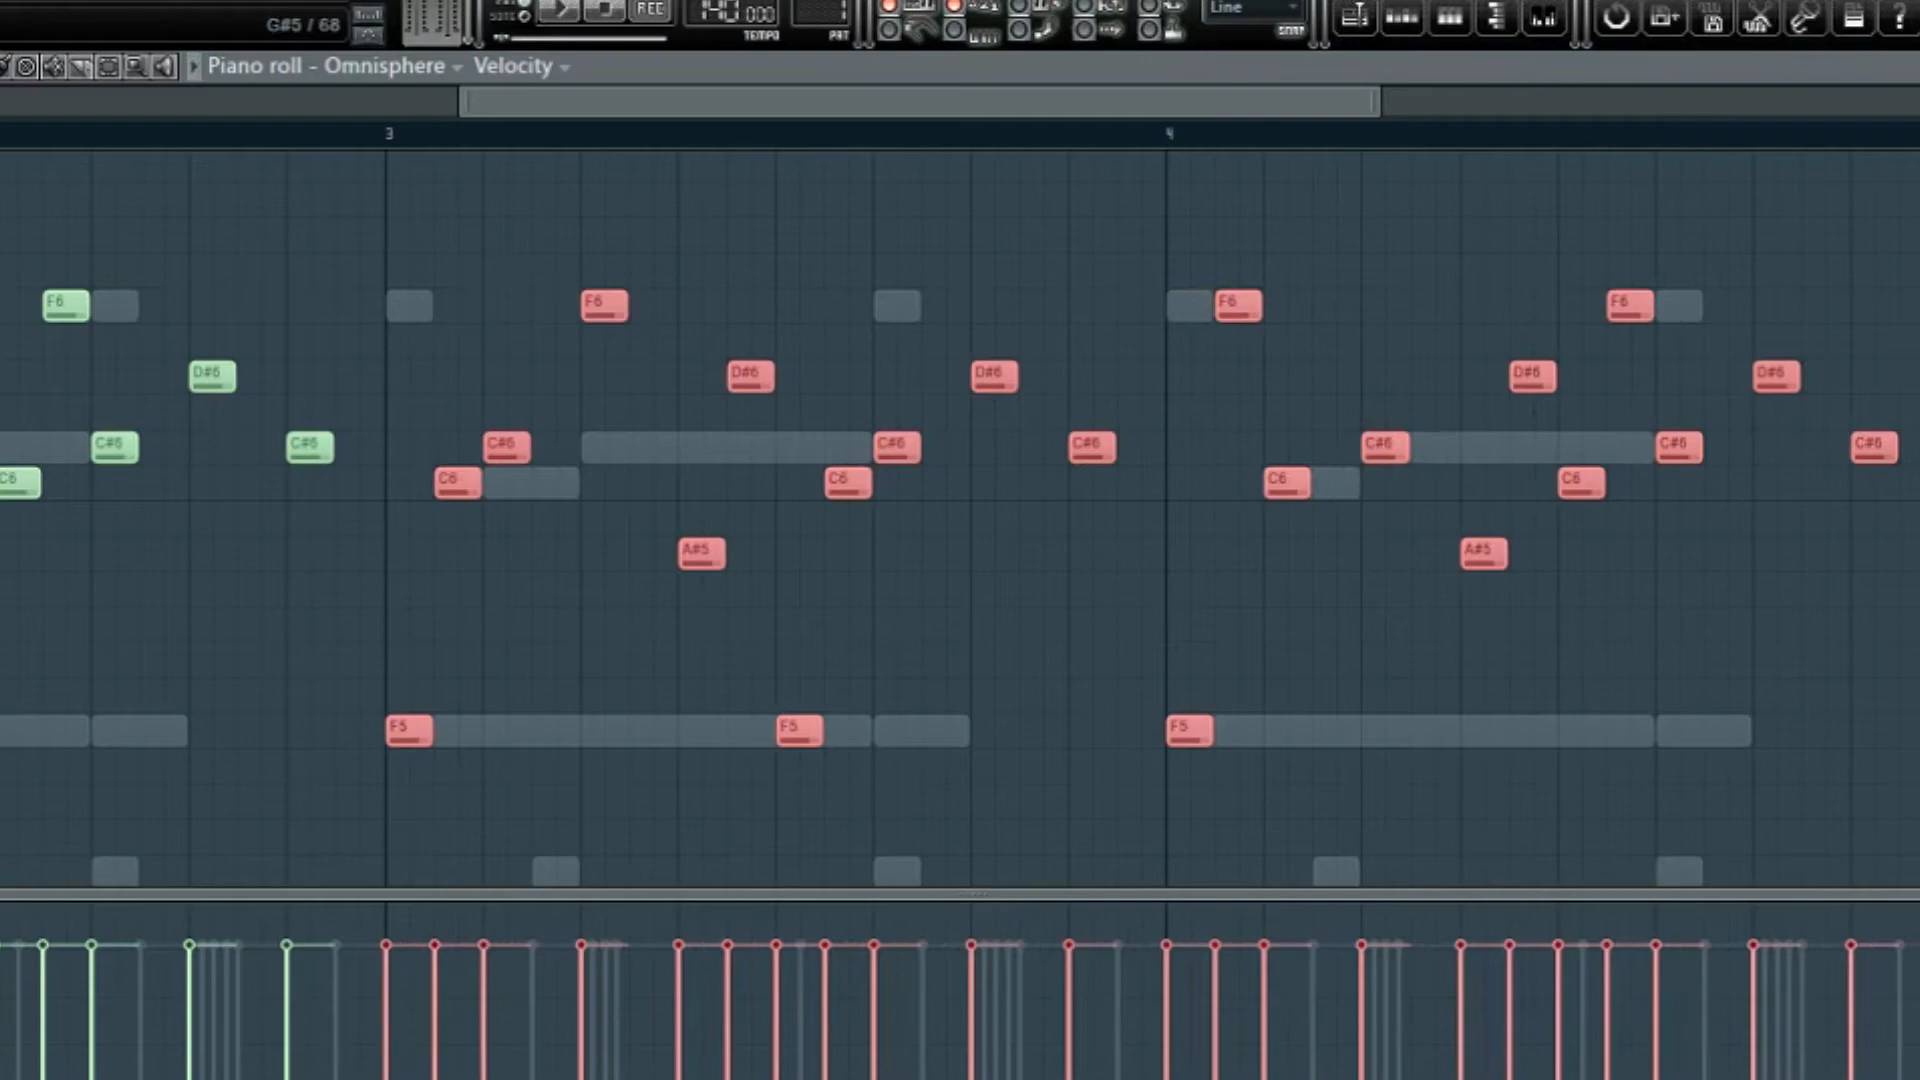 G#5 / 68
REC
TEMPO
PAT
Line
SNAP
?
Piano roll - Omnisphere Velocity
3 4
F6 F6 F6 F6
D#6 D#6 D#6 D#6 D#6
C#6 C#6 C#6 C#6 C#6 C#6 C#6 C#6
C6 C6 C6 C6 C6
A#5 A#5
F5 F5 F5